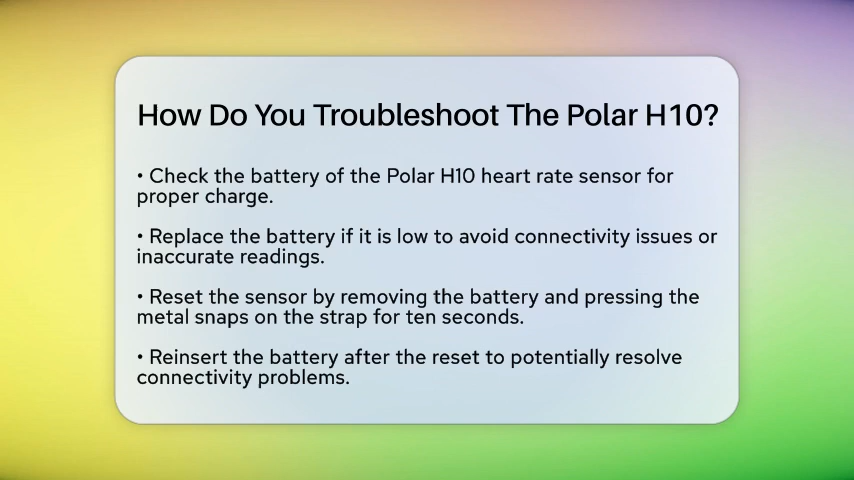 How Do You Troubleshoot The Polar H10?
• Check the battery of the Polar H10 heart rate sensor for
proper charge.
• Replace the battery if it is low to avoid connectivity issues or
inaccurate readings.
• Reset the sensor by removing the battery and pressing the
metal snaps on the strap for ten seconds.
• Reinsert the battery after the reset to potentially resolve
connectivity problems.